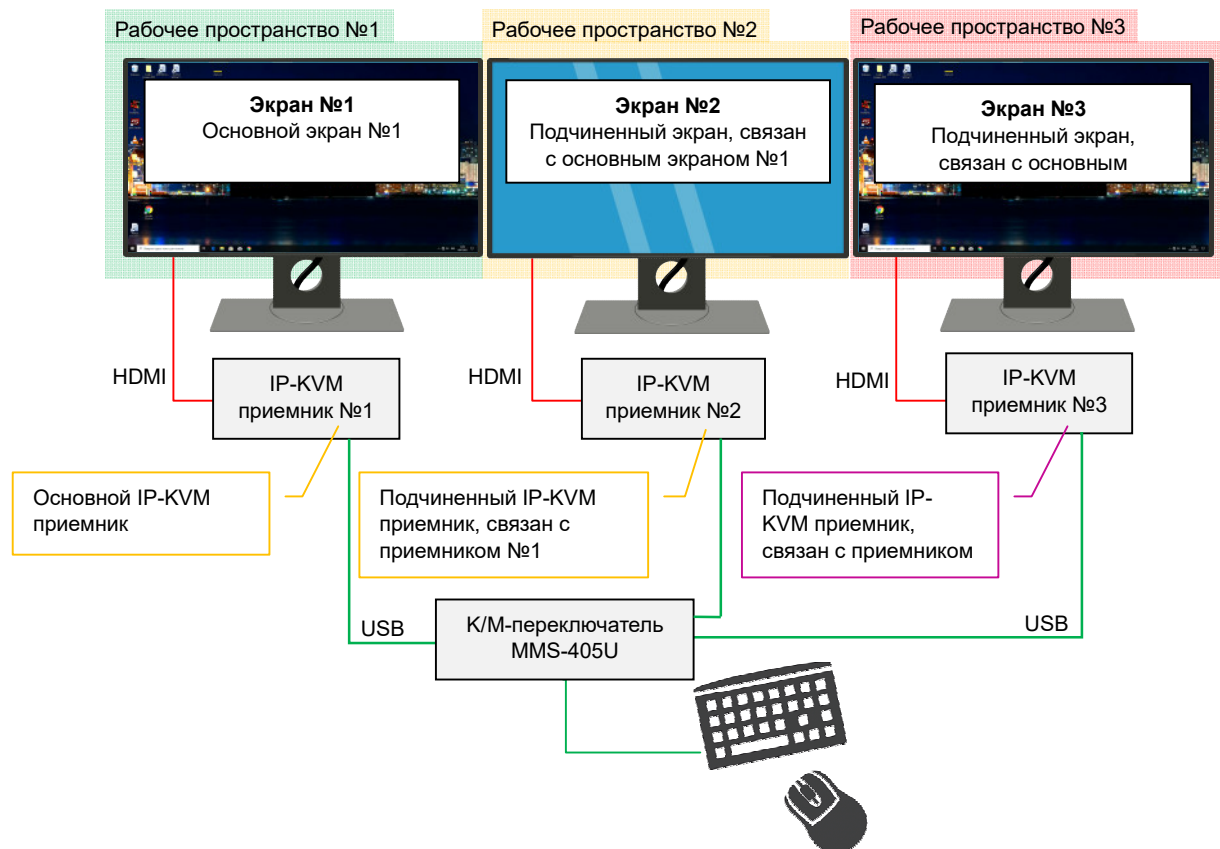 Рабочее пространство №1
Рабочее пространство №2
Рабочее пространство №3
Экран №1
Основной экран №1
Экран №2
Подчиненный экран, связан
с основным экраном №1
Экран №3
Подчиненный экран,
связан с основным
HDMI
IP-KVM
приемник №1
HDMI
IP-KVM
приемник №2
HDMI
IP-KVM
приемник №3
Основной IP-KVM
приемник
Подчиненный IP-KVM
приемник, связан с
приемником №1
Подчиненный IP-
KVM приемник,
связан с приемником
USB
K/M-переключатель
MMS-405U
USB